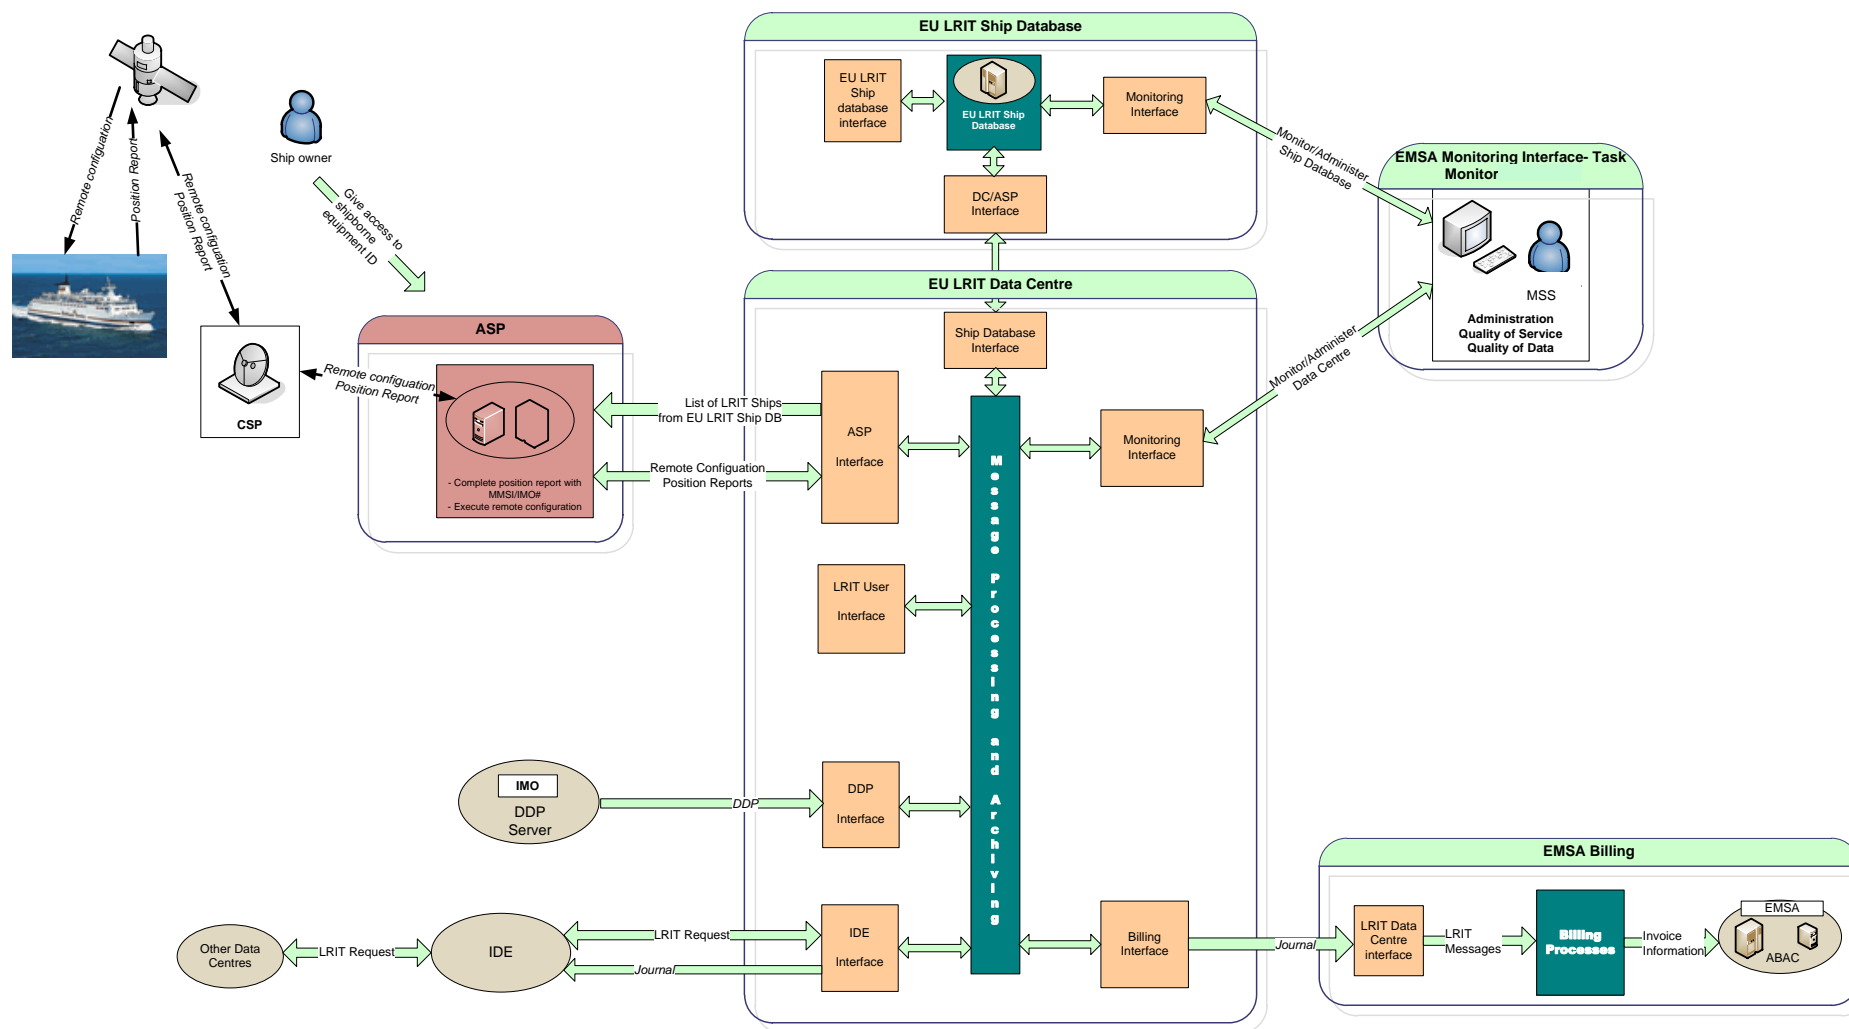 EU LRIT Ship Database
EU LRIT
Ship
database
interface
EU LRIT Ship
Database
Monitoring
Interface
DC/ASP
Interface
Monitor/Administer
Ship Database
EMSA Monitoring Interface- Task
Monitor
MSS
Administration
Quality of Service
Quality of Data
Monitor/Administer
Data Centre
Remote configuation
Position Report
Remote configuation
Position Report
Ship owner
Give access to
shipborne
equipment ID
CSP
Remote configuation
Position Report
ASP
- Complete position report with
MMSI/IMO#
- Execute remote configuration
List of LRIT Ships
from EU LRIT Ship DB
Remote Configuation
Position Reports
EU LRIT Data Centre
Ship Database
Interface
ASP
Interface
Monitoring
Interface
Message Processing and Archiving
LRIT User
Interface
IMO
DDP
Server
DDP
DDP
Interface
Other Data
Centres
LRIT Request
IDE
LRIT Request
Journal
IDE
Interface
Billing
Interface
Journal
EMSA Billing
LRIT Data
Centre
interface
LRIT
Messages
Billing
Processes
Invoice
Information
EMSA
ABAC